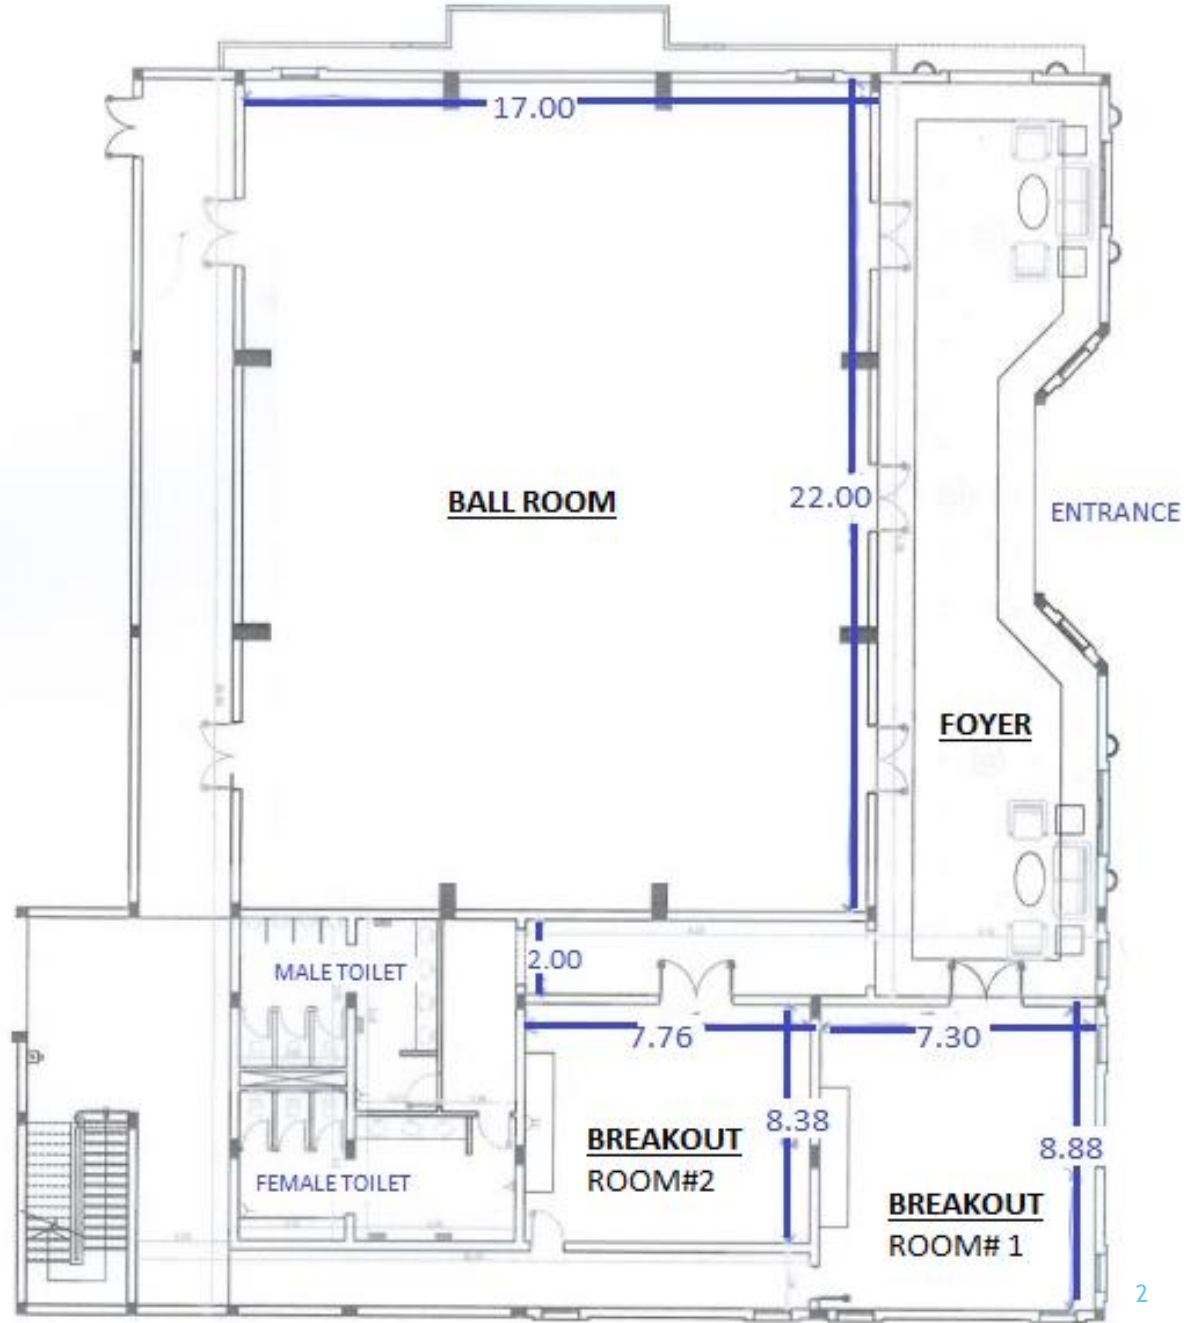 17.00
BALL ROOM
22.00
ENTRANCE
FOYER
MALE TOILET
2.00
7.76
7.30
8.38
BREAKOUT
ROOM#2
8.88
FEMALE TOILET
BREAKOUT
ROOM# 1
2